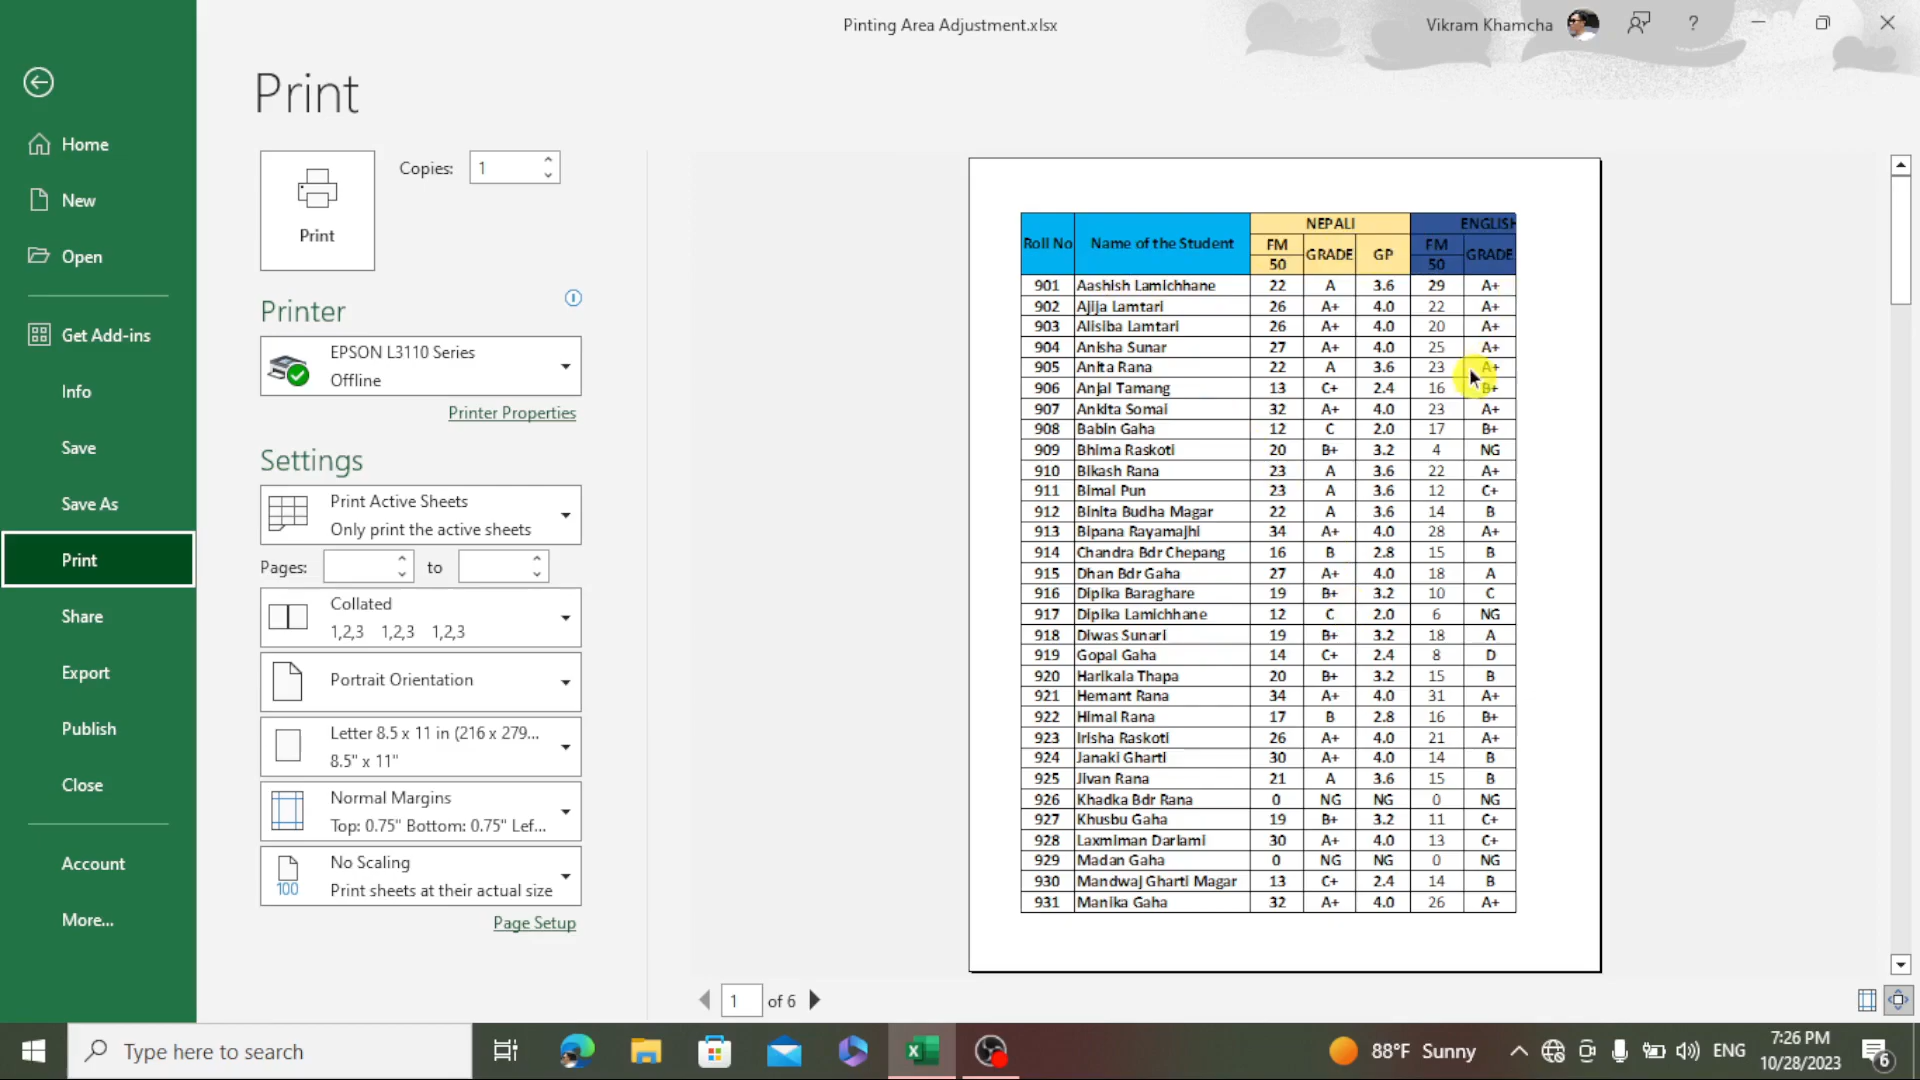 Pinting Area Adjustment.xlsx
Vikram Khamcha
?
Print
Home
New
Open
Get Add-ins
Info
Save
Save As
Print
Share
Export
Publish
Close
Account
More...
Print
Copies: 1
Printer
EPSON L3110 Series
Offline
Printer Properties
Settings
Print Active Sheets
Only print the active sheets
Pages: to
Collated
1,2,3 1,2,3 1,2,3
Portrait Orientation
Letter 8.5 x 11 in (216 x 279...
8.5" x 11"
Normal Margins
Top: 0.75" Bottom: 0.75" Lef...
No Scaling
Print sheets at their actual size
100
Page Setup
Roll No Name of the Student NEPALI ENGLISH
FM GRADE GP FM GRADE
50 50
901 Aashish Lamichhane 22 A 3.6 29 A+
902 Ajija Lamtari 26 A+ 4.0 22 A+
903 Alisiba Lamtari 26 A+ 4.0 20 A+
904 Anisha Sunar 27 A+ 4.0 25 A+
905 Anita Rana 22 A 3.6 23 A+
906 Anjal Tamang 13 C+ 2.4 16 B+
907 Ankita Somai 32 A+ 4.0 23 A+
908 Babin Gaha 12 C 2.0 17 B+
909 Bhima Raskoti 20 B+ 3.2 4 NG
910 Bikash Rana 23 A 3.6 22 A+
911 Bimal Pun 23 A 3.6 12 C+
912 Binita Budha Magar 22 A 3.6 14 B
913 Bipana Rayamajhi 34 A+ 4.0 28 A+
914 Chandra Bdr Chepang 16 B 2.8 15 B
915 Dhan Bdr Gaha 27 A+ 4.0 18 A
916 Dipika Baraghare 19 B+ 3.2 10 C
917 Dipika Lamichhane 12 C 2.0 6 NG
918 Diwas Sunari 19 B+ 3.2 18 A
919 Gopal Gaha 14 C+ 2.4 8 D
920 Harikala Thapa 20 B+ 3.2 15 B
921 Hemant Rana 34 A+ 4.0 31 A+
922 Himal Rana 17 B 2.8 16 B+
923 Irisha Raskoti 26 A+ 4.0 21 A+
924 Janaki Gharti 30 A+ 4.0 14 B
925 Jivan Rana 21 A 3.6 15 B
926 Khadka Bdr Rana 0 NG NG 0 NG
927 Khusbu Gaha 19 B+ 3.2 11 C+
928 Laxmiman Darlami 30 A+ 4.0 13 C+
929 Madan Gaha 0 NG NG 0 NG
930 Mandwaj Gharti Magar 13 C+ 2.4 14 B
931 Manika Gaha 32 A+ 4.0 26 A+
1 of 6
Type here to search
88°F Sunny
ENG
7:26 PM
10/28/2023
6